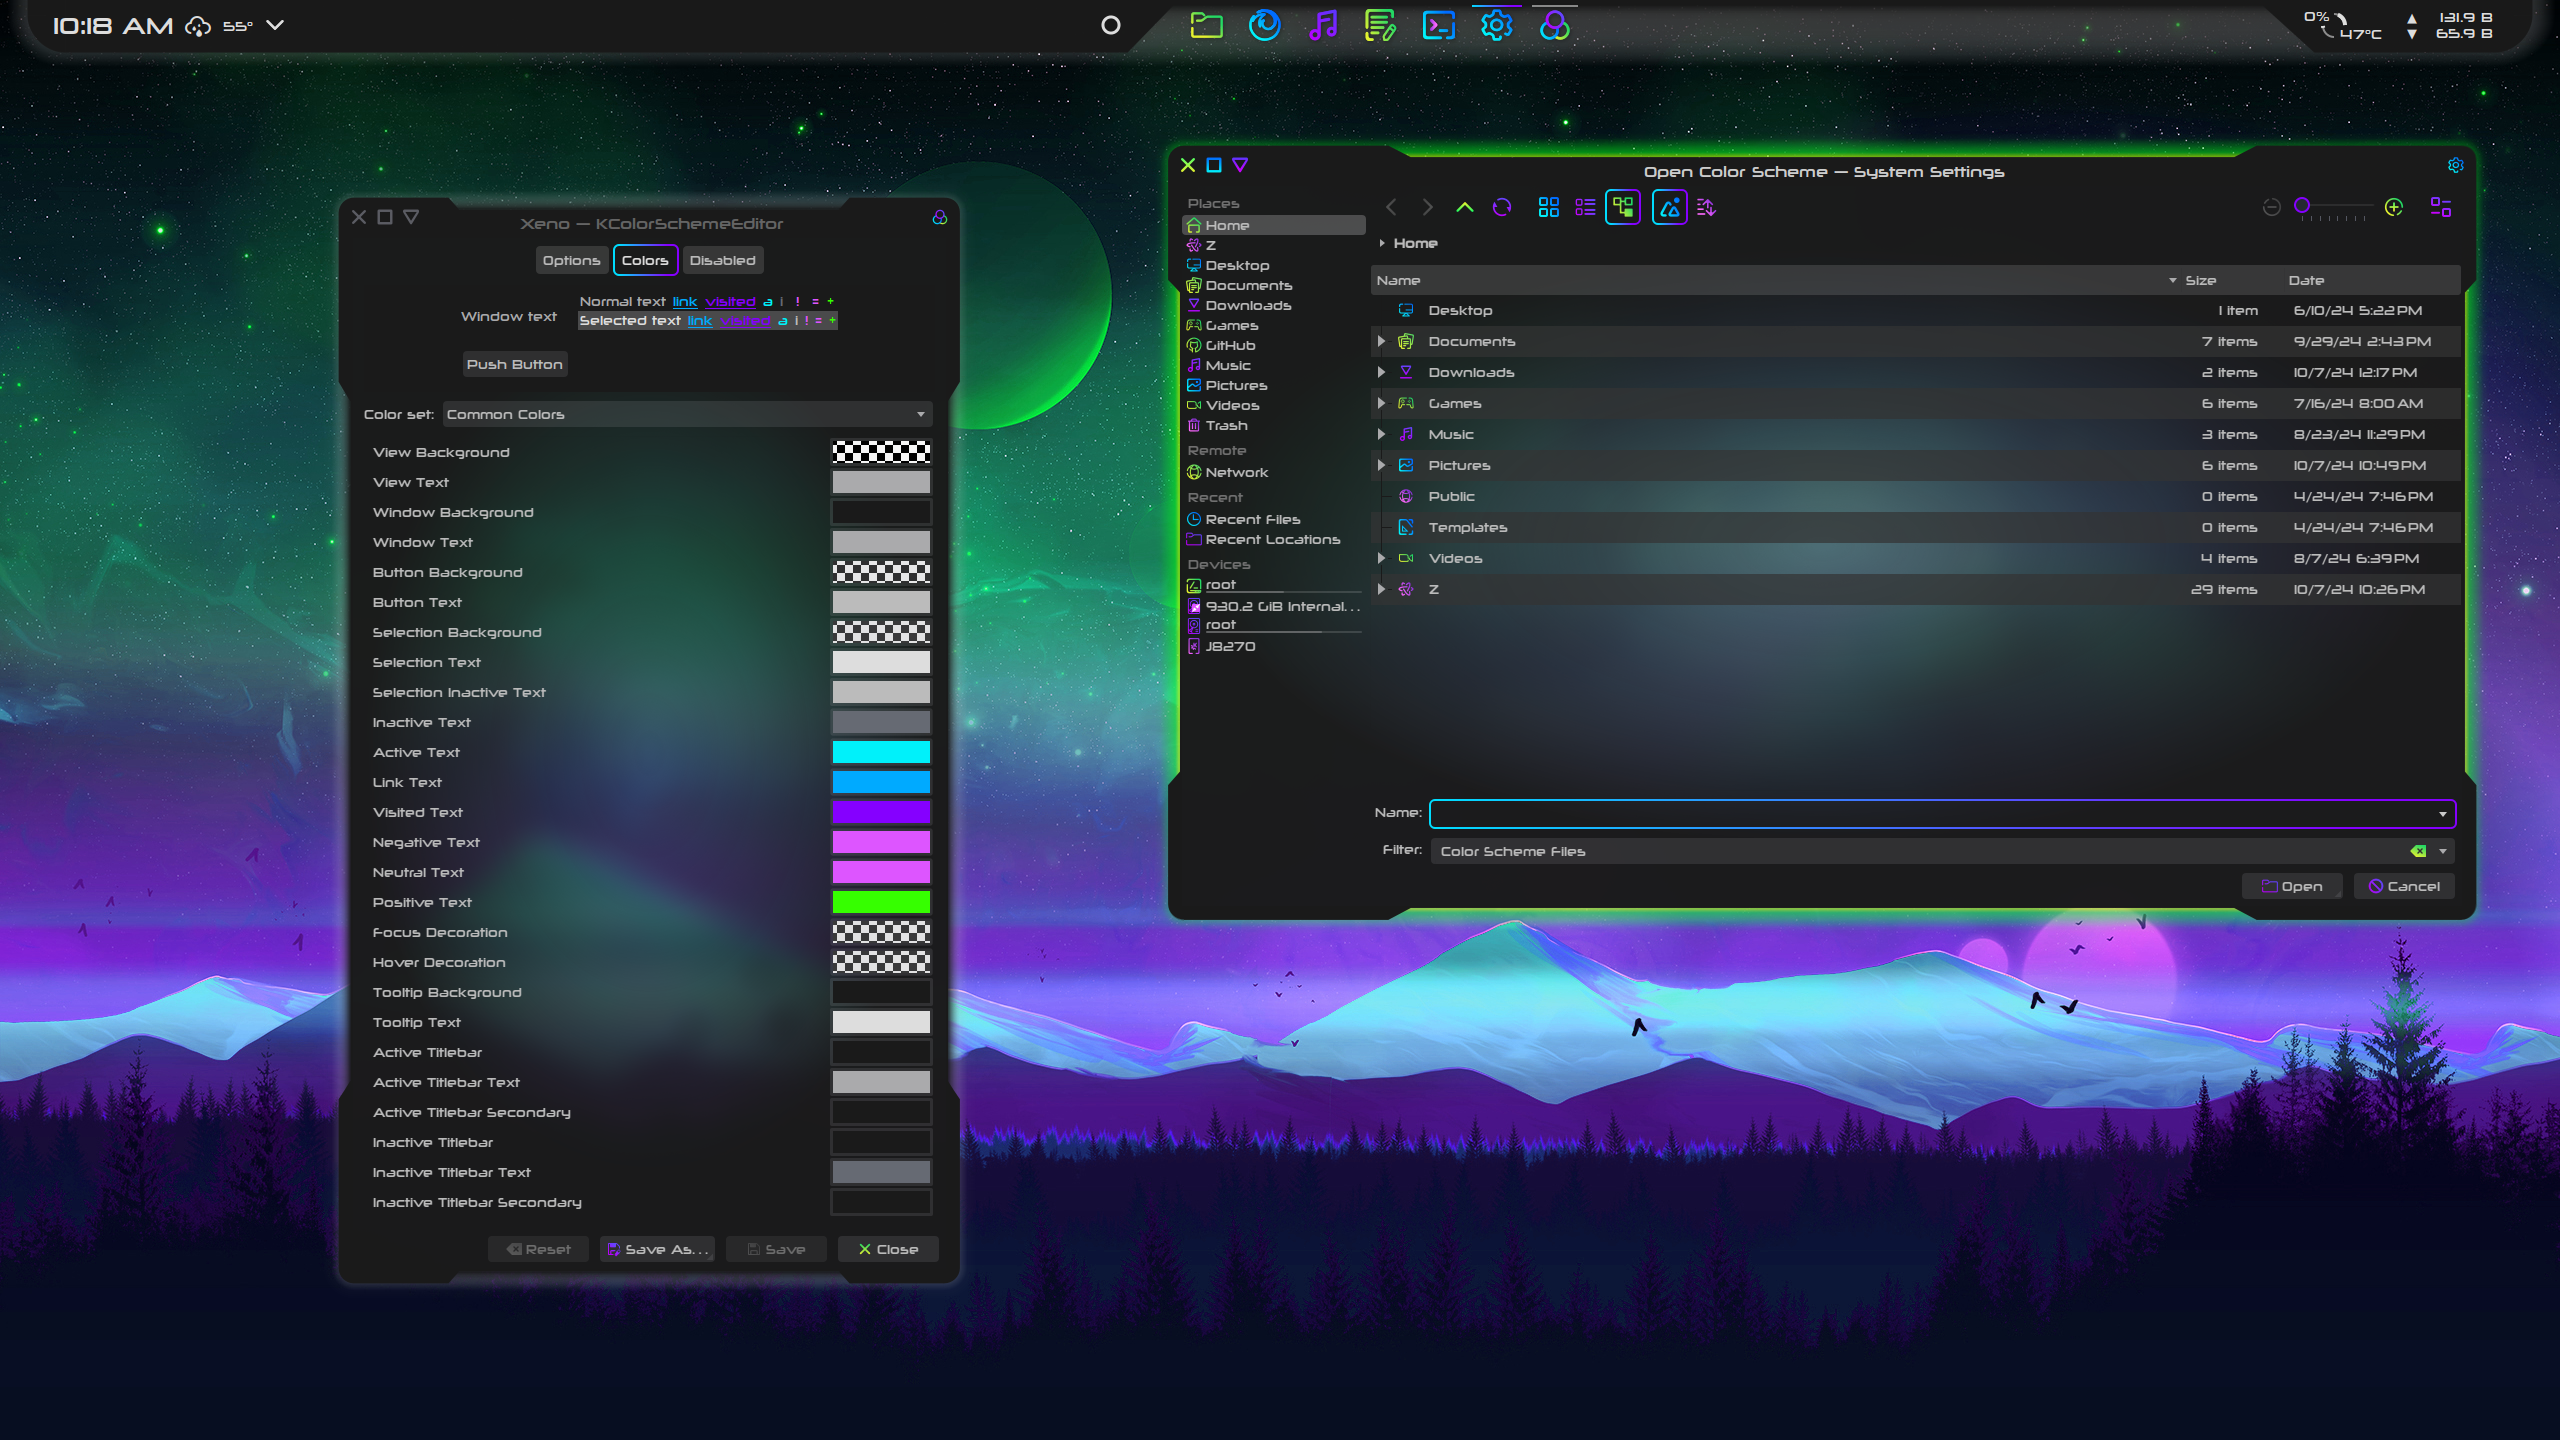 10:18 AM 55°
0% 47°C
▲ 131.9 B
▼ 65.9 B
Xeno — KColorSchemeEditor
Options Colors Disabled
Window text
Normal text link visited a i ! = +
Selected text link visited a i ! = +
Push Button
Color set: Common Colors
View Background
View Text
Window Background
Window Text
Button Background
Button Text
Selection Background
Selection Text
Selection Inactive Text
Inactive Text
Active Text
Link Text
Visited Text
Negative Text
Neutral Text
Positive Text
Focus Decoration
Hover Decoration
Tooltip Background
Tooltip Text
Active Titlebar
Active Titlebar Text
Active Titlebar Secondary
Inactive Titlebar
Inactive Titlebar Text
Inactive Titlebar Secondary
Reset Save As... Save Close
Open Color Scheme — System Settings
Places
Home
Z
Desktop
Documents
Downloads
Games
GitHub
Music
Pictures
Videos
Trash
Remote
Network
Recent
Recent Files
Recent Locations
Devices
root
930.2 GiB Internal...
root
J8270
Home
Name Size Date
Desktop 1 item 6/10/24 5:22 PM
Documents 7 items 9/29/24 2:43 PM
Downloads 2 items 10/7/24 12:17 PM
Games 6 items 7/16/24 8:00 AM
Music 3 items 8/23/24 11:29 PM
Pictures 6 items 10/7/24 10:49 PM
Public 0 items 4/24/24 7:46 PM
Templates 0 items 4/24/24 7:46 PM
Videos 4 items 8/7/24 6:39 PM
Z 29 items 10/7/24 10:26 PM
Name:
Filter: Color Scheme Files
Open Cancel